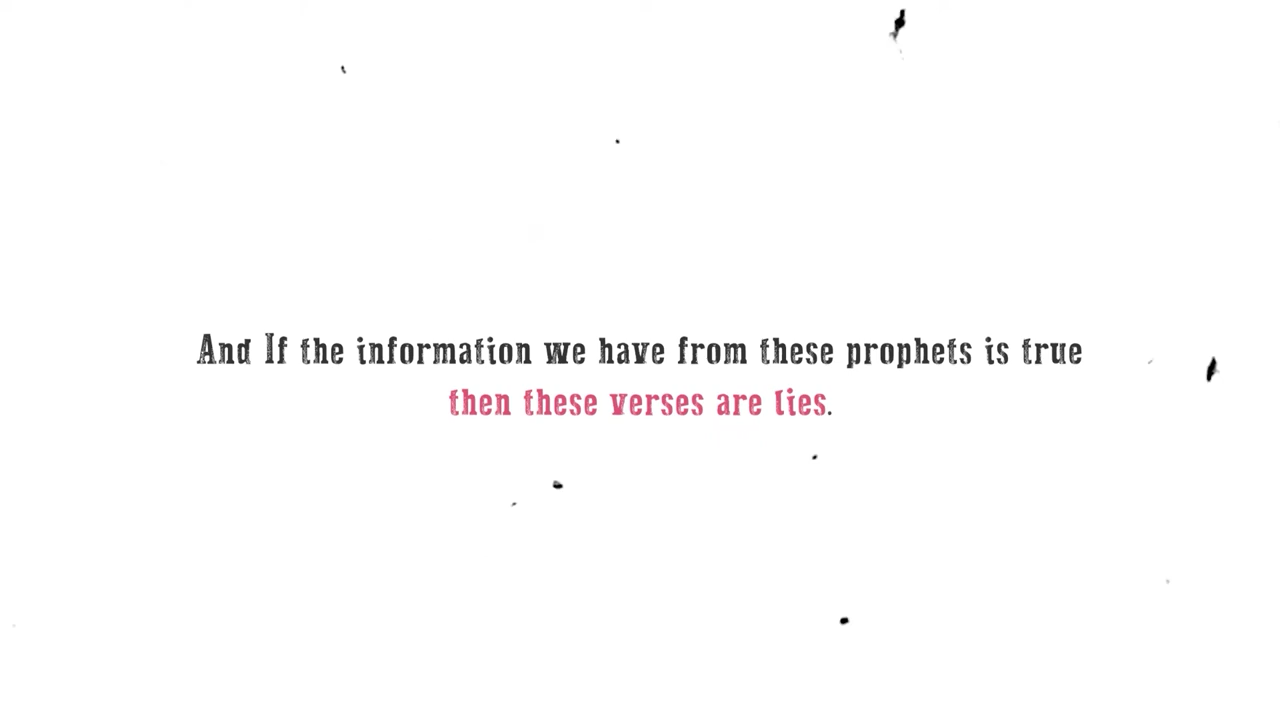 And If the information we have from these prophets is true
then these verses are lies.